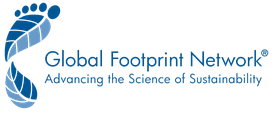 Global Footprint Network®
Advancing the Science of Sustainability